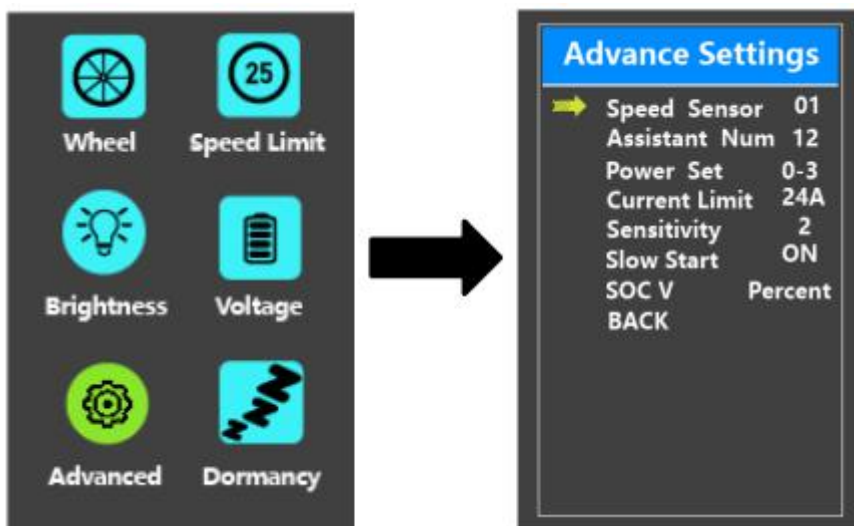 25
Wheel Speed Limit
Brightness Voltage
Advanced Dormancy
Advance Settings
Speed Sensor 01
Assistant Num 12
Power Set 0-3
Current Limit 24A
Sensitivity 2
Slow Start ON
SOC V Percent
BACK